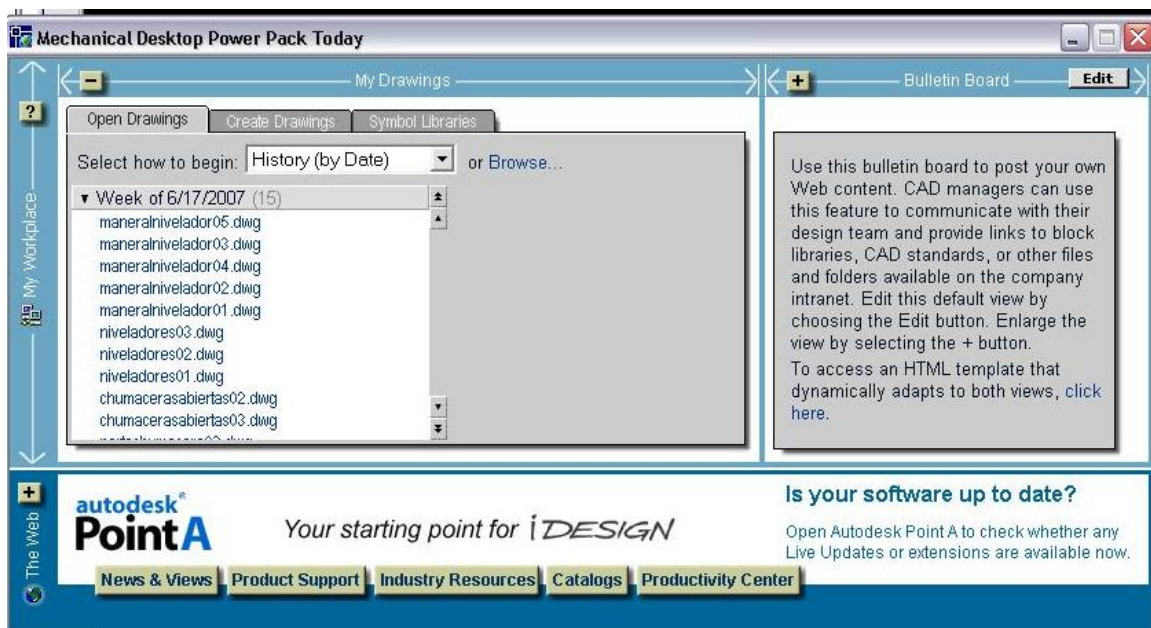 Mechanical Desktop Power Pack Today
My Drawings
Bulletin Board
Edit
?
My Workplace
Open Drawings
Create Drawings
Symbol Libraries
Select how to begin: History (by Date) or Browse...
Week of 6/17/2007 (15)
maneralnivelador05.dwg
maneralnivelador03.dwg
maneralnivelador04.dwg
maneralnivelador02.dwg
maneralnivelador01.dwg
niveladores03.dwg
niveladores02.dwg
niveladores01.dwg
chumacerasabiertas02.dwg
chumacerasabiertas03.dwg
Use this bulletin board to post your own
Web content. CAD managers can use
this feature to communicate with their
design team and provide links to block
libraries, CAD standards, or other files
and folders available on the company
intranet. Edit this default view by
choosing the Edit button. Enlarge the
view by selecting the + button.
To access an HTML template that
dynamically adapts to both views, click
here.
The Web
autodesk®
Point A
Your starting point for iDESIGN
Is your software up to date?
Open Autodesk Point A to check whether any
Live Updates or extensions are available now.
News & Views
Product Support
Industry Resources
Catalogs
Productivity Center